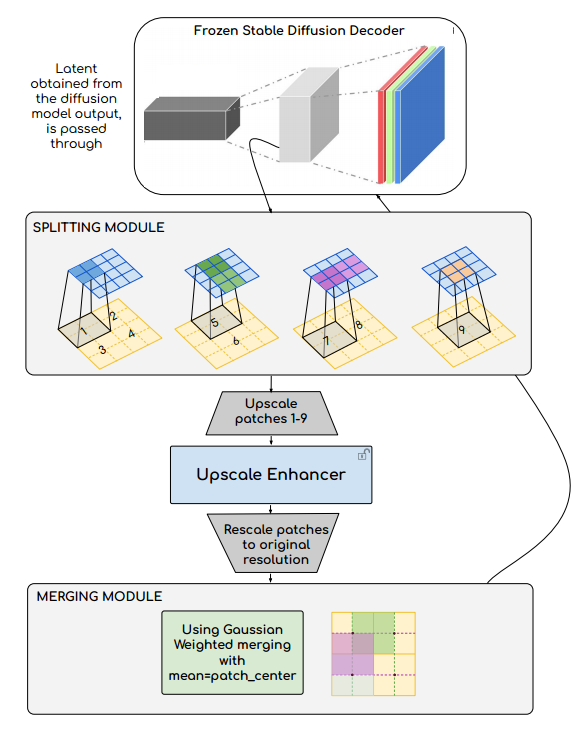 Frozen Stable Diffusion Decoder
Latent
obtained from
the diffusion
model output,
is passed
through
SPLITTING MODULE
1
2
3
4
5
6
7
8
9
Upscale
patches 1-9
Upscale Enhancer
Rescale patches
to original
resolution
MERGING MODULE
Using Gaussian
Weighted merging
with
mean=patch_center